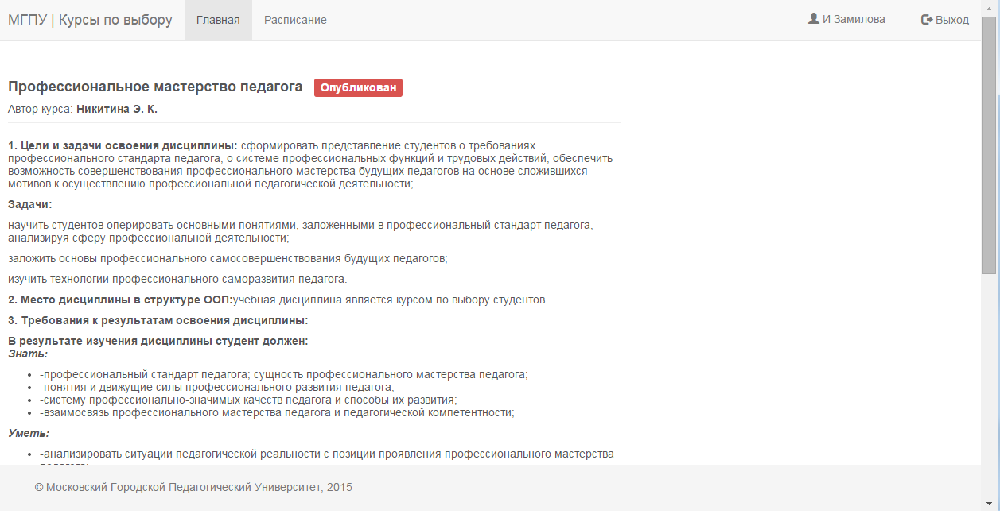 МГПУ | Курсы по выбору Главная Расписание И Замилова Выход
Профессиональное мастерство педагога Опубликован
Автор курса: Никитина Э. К.
1. Цели и задачи освоения дисциплины: сформировать представление студентов о требованиях
профессионального стандарта педагога, о системе профессиональных функций и трудовых действий, обеспечить
возможность совершенствования профессионального мастерства будущих педагогов на основе сложившихся
мотивов к осуществлению профессиональной педагогической деятельности;
Задачи:
научить студентов оперировать основными понятиями, заложенными в профессиональный стандарт педагога,
анализируя сферу профессиональной деятельности;
заложить основы профессионального самосовершенствования будущих педагогов;
изучить технологии профессионального саморазвития педагога.
2. Место дисциплины в структуре ООП:учебная дисциплина является курсом по выбору студентов.
3. Требования к результатам освоения дисциплины:
В результате изучения дисциплины студент должен:
Знать:
• -профессиональный стандарт педагога; сущность профессионального мастерства педагога;
• -понятия и движущие силы профессионального развития педагога;
• -систему профессионально-значимых качеств педагога и способы их развития;
• -взаимосвязь профессионального мастерства педагога и педагогической компетентности;
Уметь:
• -анализировать ситуации педагогической реальности с позиции проявления профессионального мастерства
© Московский Городской Педагогический Университет, 2015